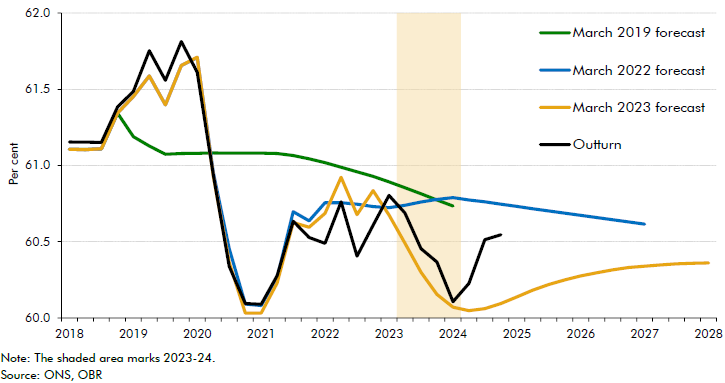 62.0
61.5
61.0
60.5
60.0
Per cent
March 2019 forecast
March 2022 forecast
March 2023 forecast
Outturn
2018 2019 2020 2021 2022 2023 2024 2025 2026 2027 2028
Note: The shaded area marks 2023-24.
Source: ONS, OBR